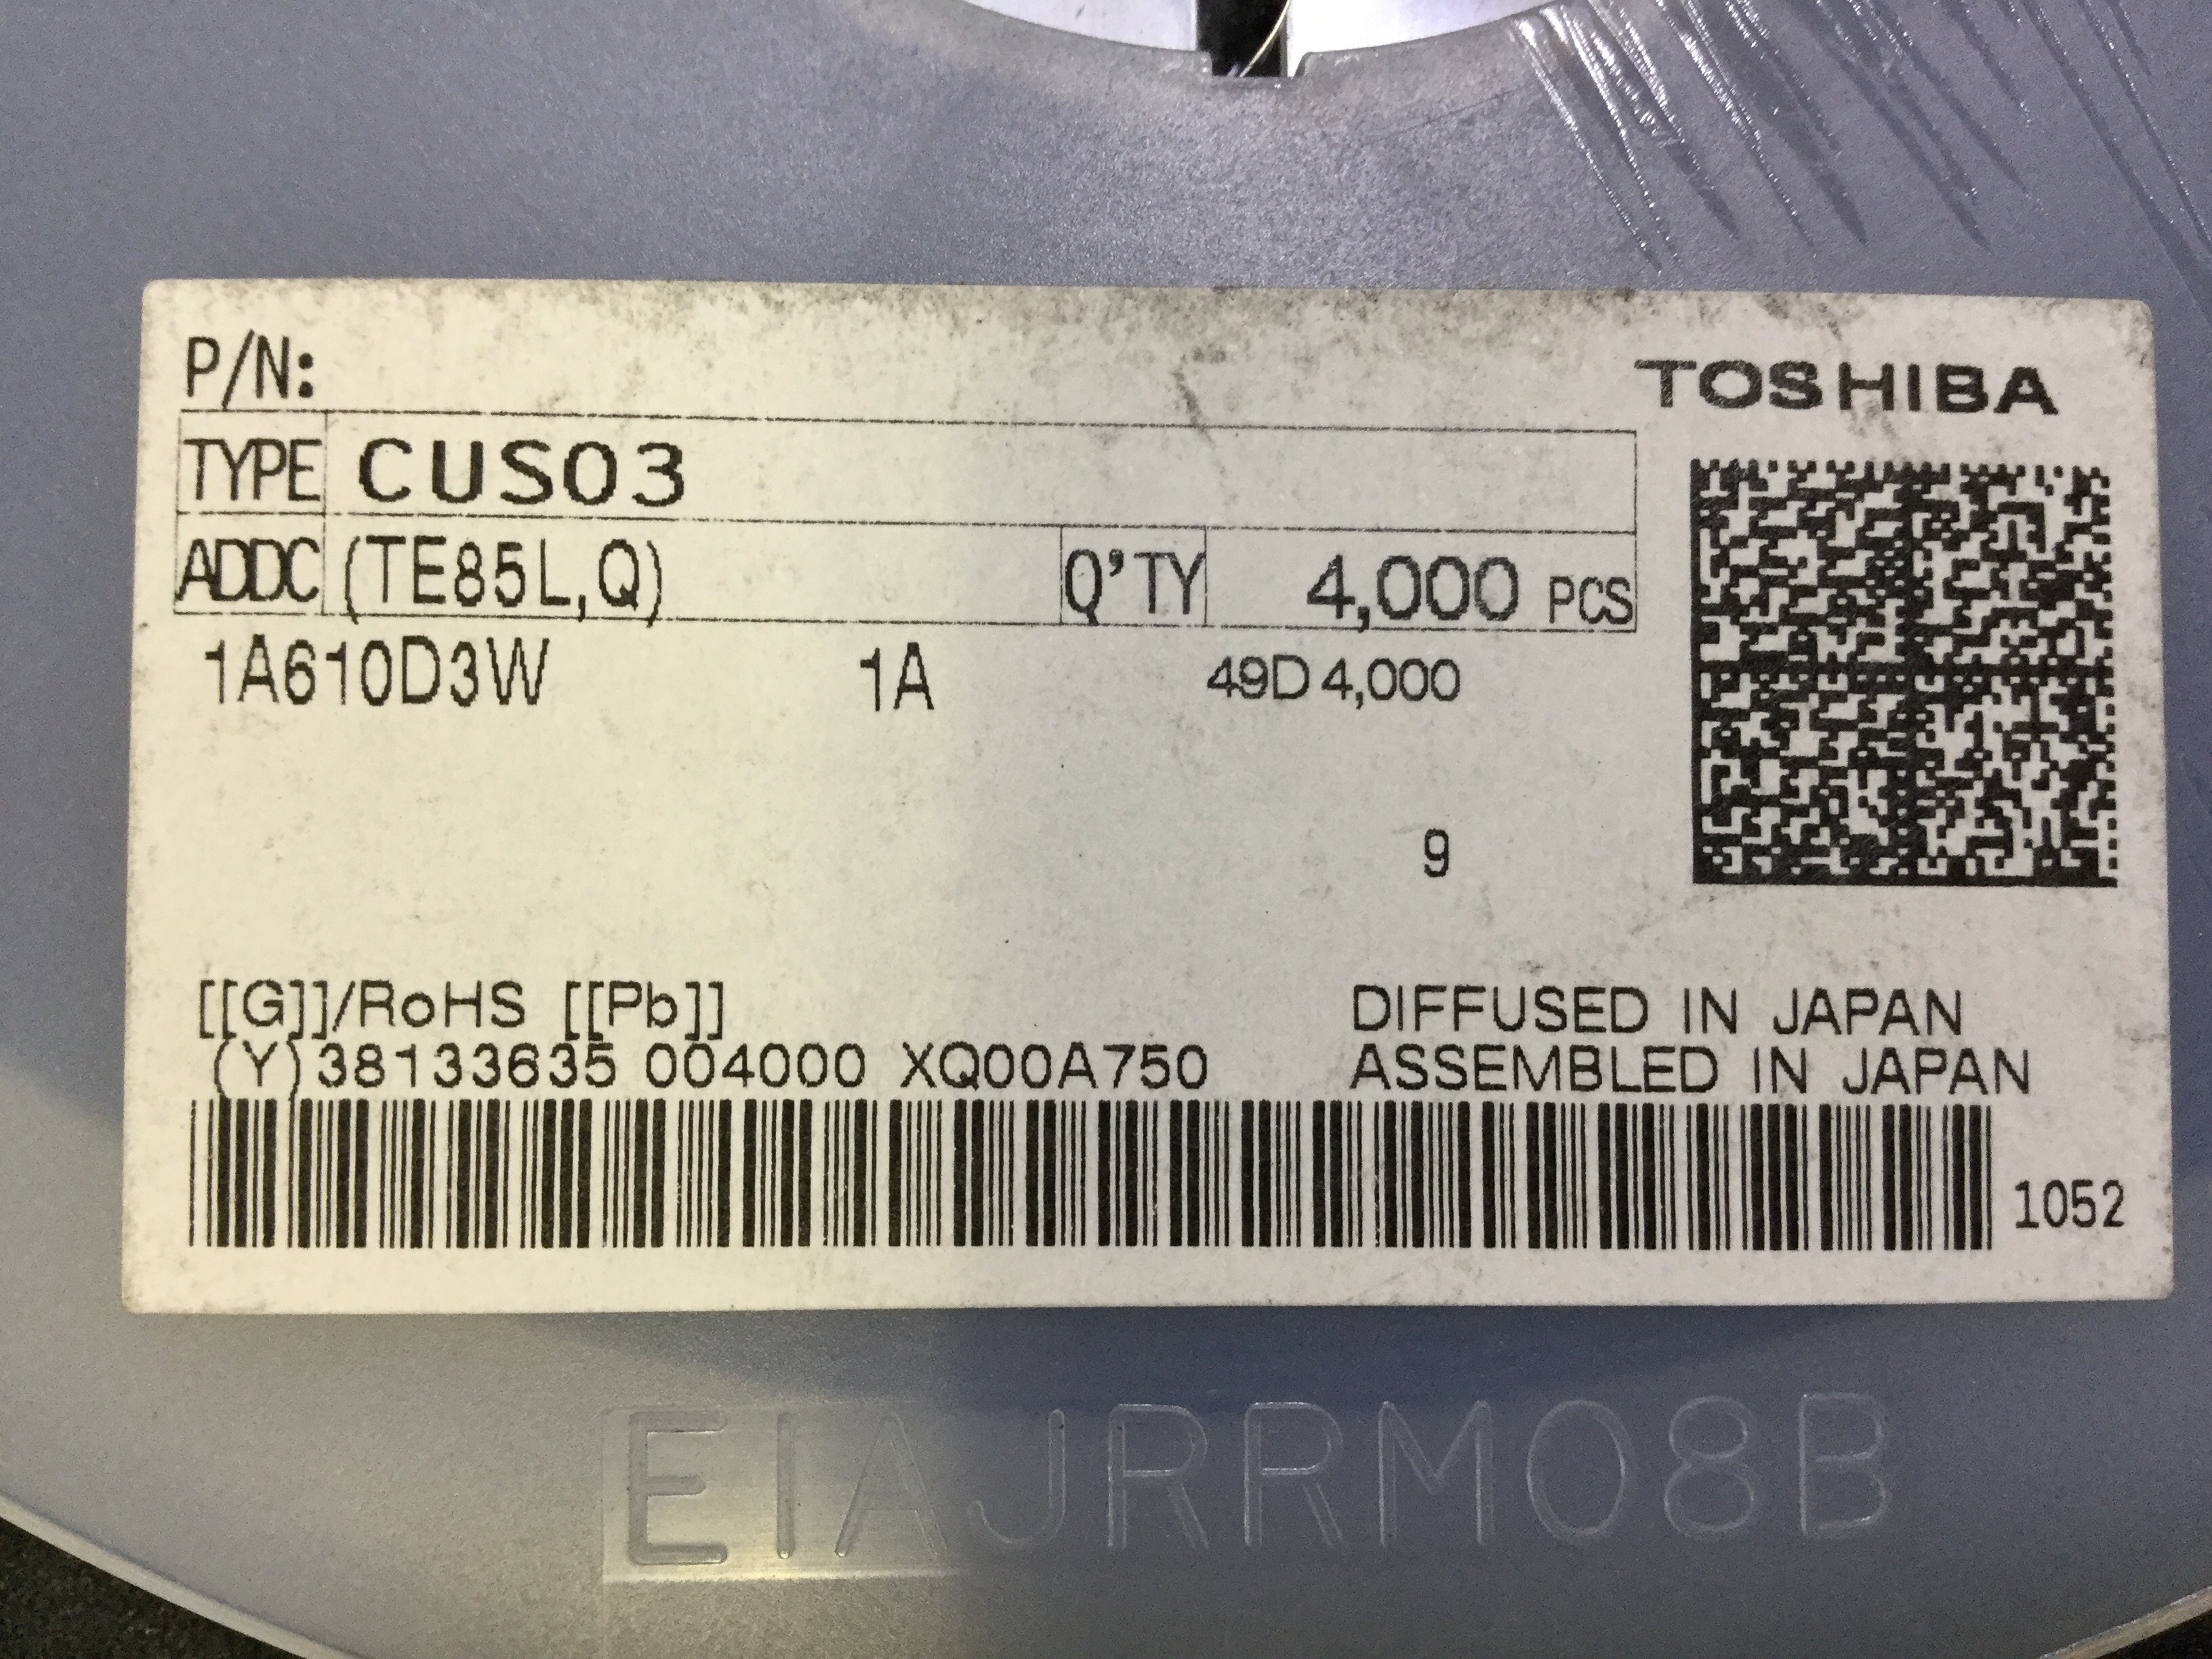 P/N:
TOSHIBA
TYPE CUS03
ADDC (TE85L,Q) Q'TY 4,000 PCS
1A610D3W 1A 49D 4,000
9
[[G]]/RoHS [[Pb]]
DIFFUSED IN JAPAN
(Y)38133635 004000 XQ00A750
ASSEMBLED IN JAPAN
1052
EIAJRRM08B